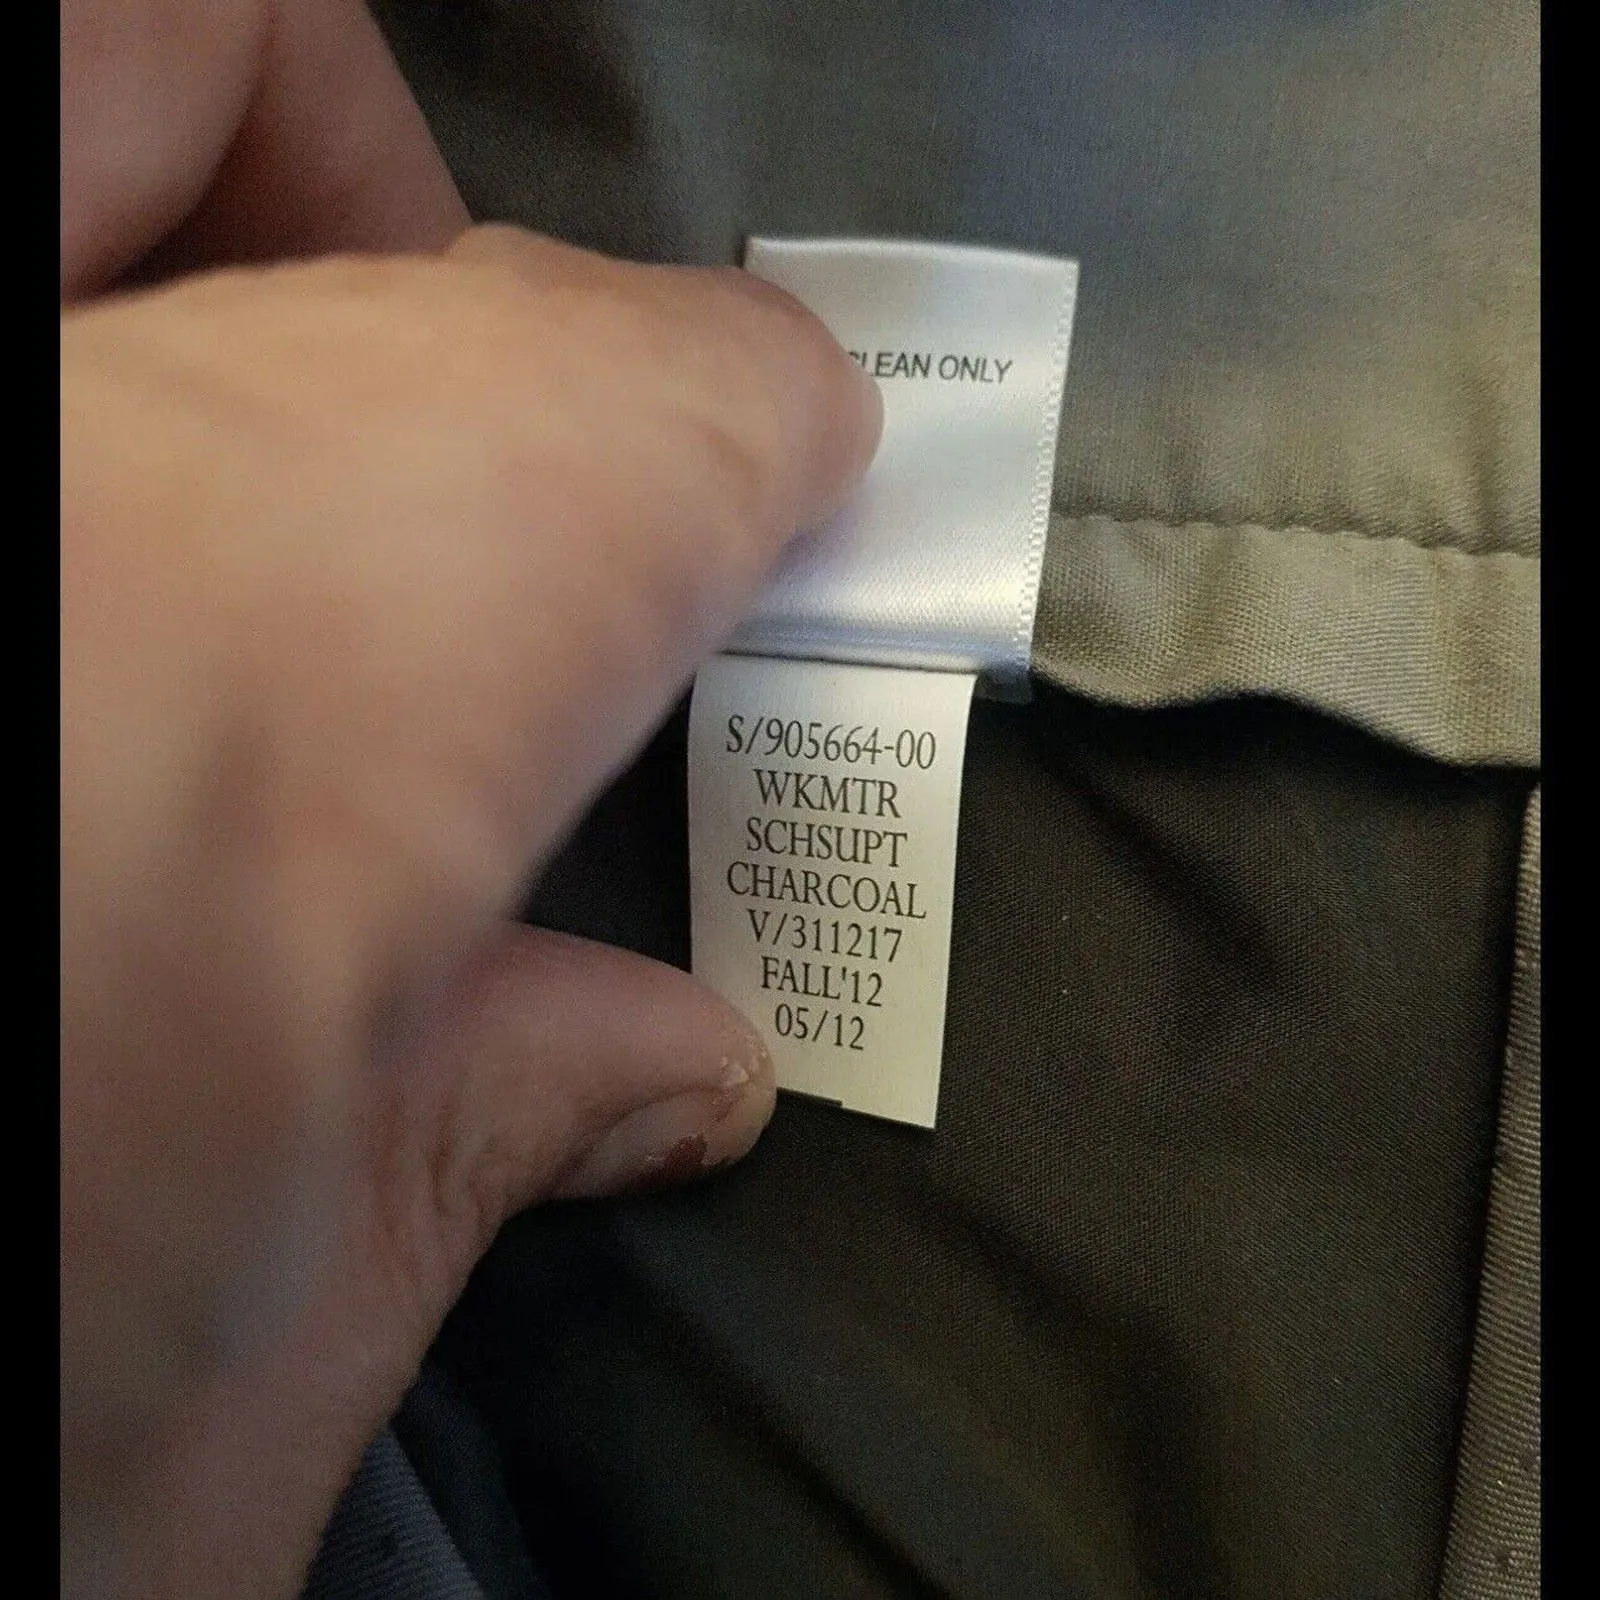 CLEAN ONLY
S/905664-00
WKMTR
SCHSUPT
CHARCOAL
V/311217
FALL'12
05/12